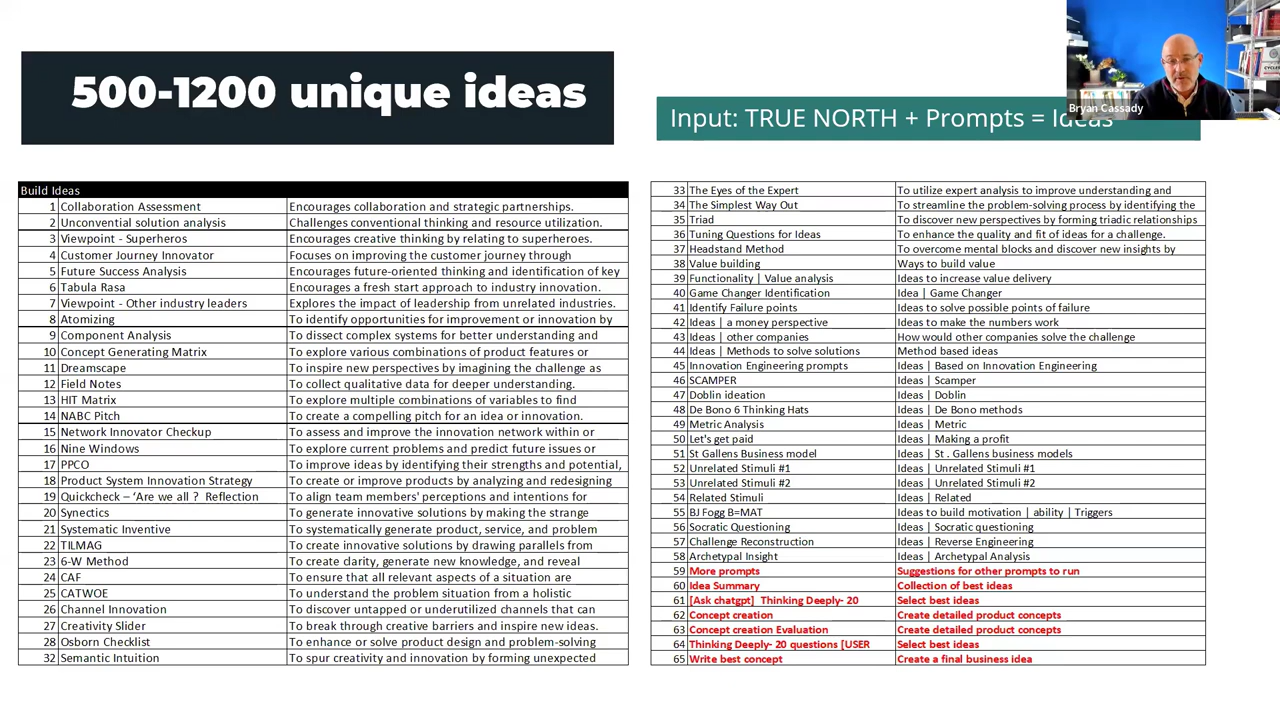 500-1200 unique ideas
Bryan Cassady
Input: TRUE NORTH + Prompts = Ideas
Build Ideas
1 Collaboration Assessment Encourages collaboration and strategic partnerships.
2 Unconventional solution analysis Challenges conventional thinking and resource utilization.
3 Viewpoint - Superheros Encourages creative thinking by relating to superheroes.
4 Customer Journey Innovator Focuses on improving the customer journey through
5 Future Success Analysis Encourages future-oriented thinking and identification of key
6 Tabula Rasa Encourages a fresh start approach to industry innovation.
7 Viewpoint - Other industry leaders Explores the impact of leadership from unrelated industries.
8 Atomizing To identify opportunities for improvement or innovation by
9 Component Analysis To dissect complex systems for better understanding and
10 Concept Generating Matrix To explore various combinations of product features or
11 Dreamscape To inspire new perspectives by imagining the challenge as
12 Field Notes To collect qualitative data for deeper understanding.
13 HIT Matrix To explore multiple combinations of variables to find
14 NABC Pitch To create a compelling pitch for an idea or innovation.
15 Network Innovator Checkup To assess and improve the innovation network within or
16 Nine Windows To explore current problems and predict future issues or
17 PPCO To improve ideas by identifying their strengths and potential,
18 Product System Innovation Strategy To create or improve products by analyzing and redesigning
19 Quickcheck – ‘Are we all ? Reflection To align team members' perceptions and intentions for
20 Synectics To generate innovative solutions by making the strange
21 Systematic Inventive To systematically generate product, service, and problem
22 TILMAG To create innovative solutions by drawing parallels from
23 6-W Method To create clarity, generate new knowledge, and reveal
24 CAF To ensure that all relevant aspects of a situation are
25 CATWOE To understand the problem situation from a holistic
26 Channel Innovation To discover untapped or underutilized channels that can
27 Creativity Slider To break through creative barriers and inspire new ideas.
28 Osborn Checklist To enhance or solve product design and problem-solving
32 Semantic Intuition To spur creativity and innovation by forming unexpected
33 The Eyes of the Expert To utilize expert analysis to improve understanding and
34 The Simplest Way Out To streamline the problem-solving process by identifying the
35 Triad To discover new perspectives by forming triadic relationships
36 Tuning Questions for Ideas To enhance the quality and fit of ideas for a challenge.
37 Headstand Method To overcome mental blocks and discover new insights by
38 Value building Ways to build value
39 Functionality | Value analysis Ideas to increase value delivery
40 Game Changer Identification Idea | Game Changer
41 Identify Failure points Ideas to solve possible points of failure
42 Ideas | a money perspective Ideas to make the numbers work
43 Ideas | other companies How would other companies solve the challenge
44 Ideas | Methods to solve solutions Method based ideas
45 Innovation Engineering prompts Ideas | Based on Innovation Engineering
46 SCAMPER Ideas | Scamper
47 Doblin ideation Ideas | Doblin
48 De Bono 6 Thinking Hats Ideas | De Bono methods
49 Metric Analysis Ideas | Metric
50 Let's get paid Ideas | Making a profit
51 St Gallens Business model Ideas | St . Gallens business models
52 Unrelated Stimuli #1 Ideas | Unrelated Stimuli #1
53 Unrelated Stimuli #2 Ideas | Unrelated Stimuli #2
54 Related Stimuli Ideas | Related
55 BJ Fogg B=MAT Ideas to build motivation | ability | Triggers
56 Socratic Questioning Ideas | Socratic questioning
57 Challenge Reconstruction Ideas | Reverse Engineering
58 Archetypal Insight Ideas | Archetypal Analysis
59 More prompts Suggestions for other prompts to run
60 Idea Summary Collection of best ideas
61 [Ask chatgpt] Thinking Deeply- 20 Select best ideas
62 Concept creation Create detailed product concepts
63 Concept creation Evaluation Create detailed product concepts
64 Thinking Deeply- 20 questions [USER Select best ideas
65 Write best concept Create a final business idea